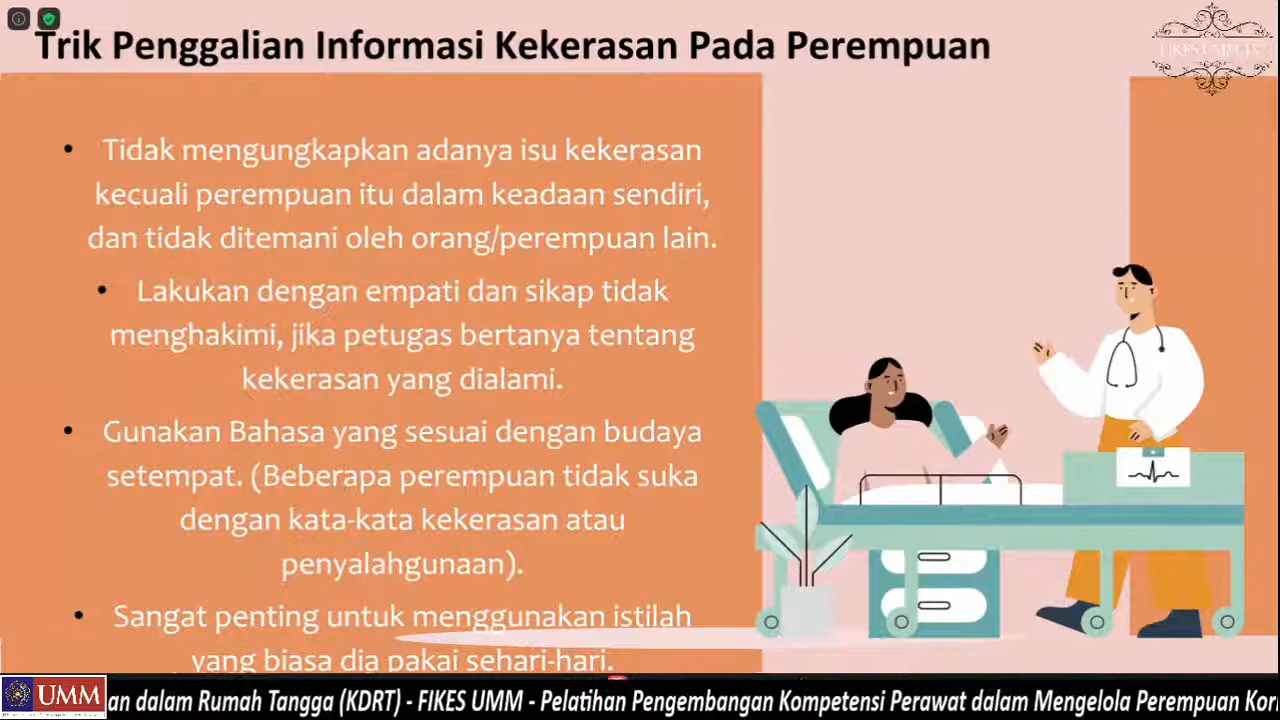 Trik Penggalian Informasi Kekerasan Pada Perempuan
FIKES UMM TV
• Tidak mengungkapkan adanya isu kekerasan
kecuali perempuan itu dalam keadaan sendiri,
dan tidak ditemani oleh orang/perempuan lain.
• Lakukan dengan empati dan sikap tidak
menghakimi, jika petugas bertanya tentang
kekerasan yang dialami.
• Gunakan Bahasa yang sesuai dengan budaya
setempat. (Beberapa perempuan tidak suka
dengan kata-kata kekerasan atau
penyalahgunaan).
• Sangat penting untuk menggunakan istilah
yang biasa dia pakai sehari-hari.
UMM
an dalam Rumah Tangga (KDRT) - FIKES UMM - Pelatihan Pengembangan Kompetensi Perawat dalam Mengelola Perempuan Kor